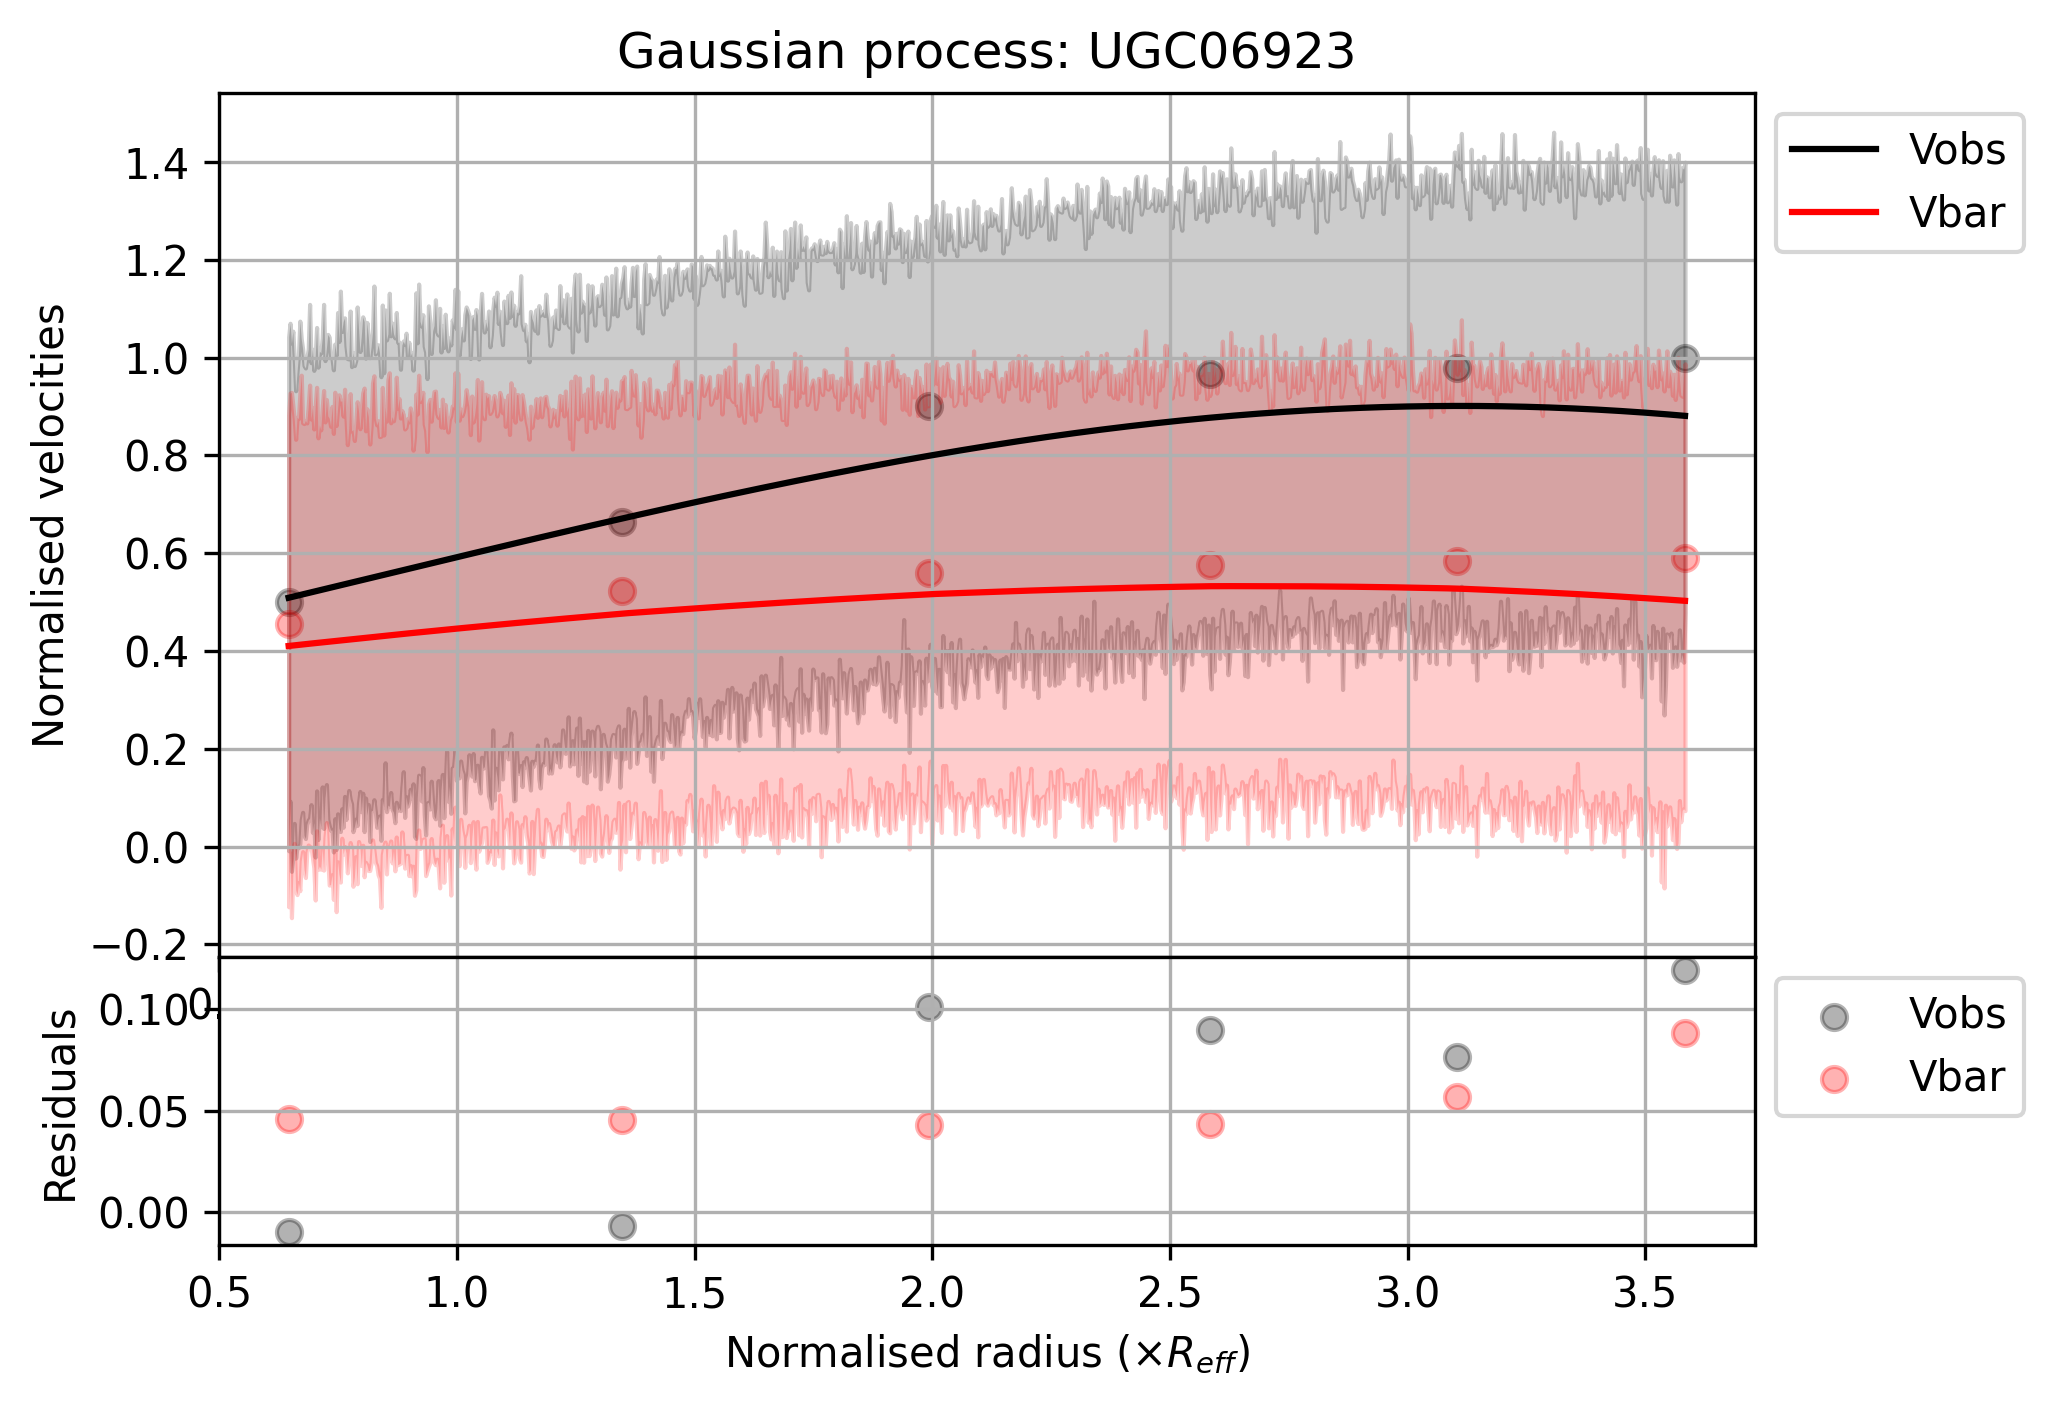 Gaussian process: UGC06923
Normalised velocities
1.4
1.2
1.0
0.8
0.6
0.4
0.2
0.0
−0.2
Vobs
Vbar
Residuals
0.10
0.05
0.00
Vobs
Vbar
0.5 1.0 1.5 2.0 2.5 3.0 3.5
Normalised radius (×R_eff)